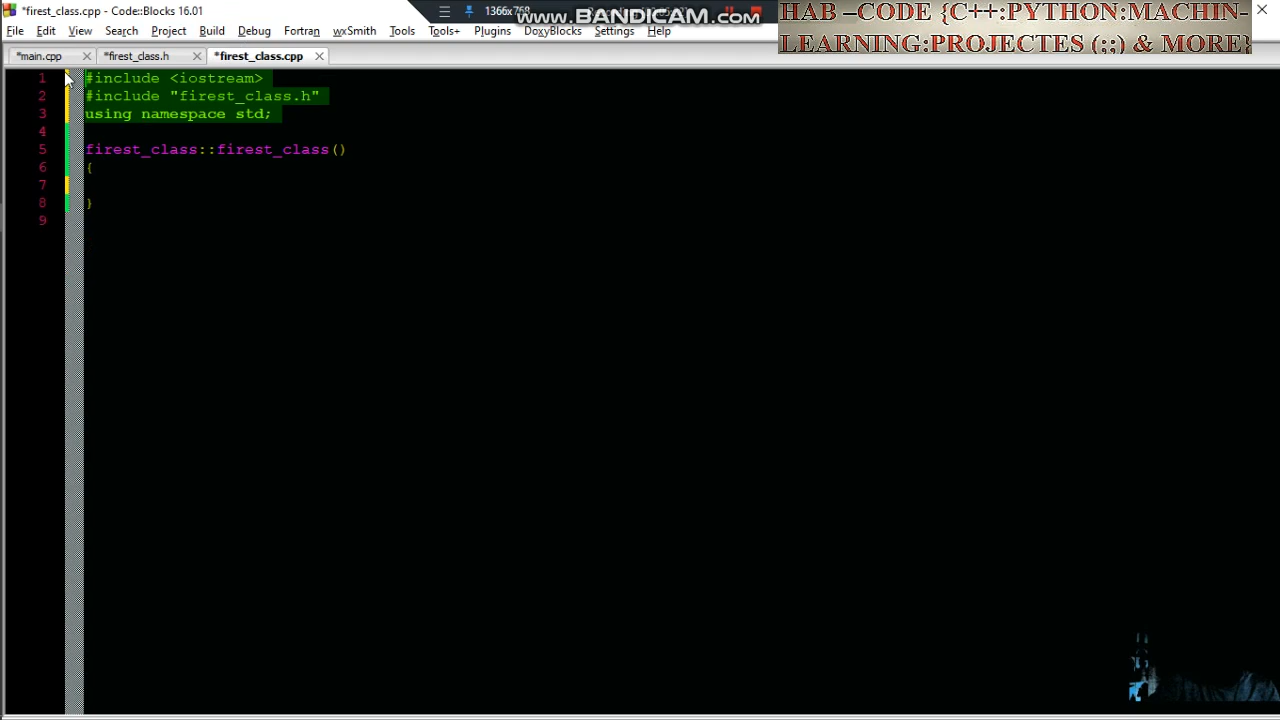 *firest_class.cpp - Code::Blocks 16.01
1366x768
www.BANDICAM.com
HAB –CODE {C++:PYTHON:MACHIN-
LEARNING:PROJECTES (;;) & MORE}
File Edit View Search Project Build Debug Fortran wxSmith Tools Tools+ Plugins DoxyBlocks Settings Help
*main.cpp *firest_class.h *firest_class.cpp
1 #include <iostream>
2 #include "firest_class.h"
3 using namespace std;
4
5 firest_class::firest_class()
6 {
7
8 }
9